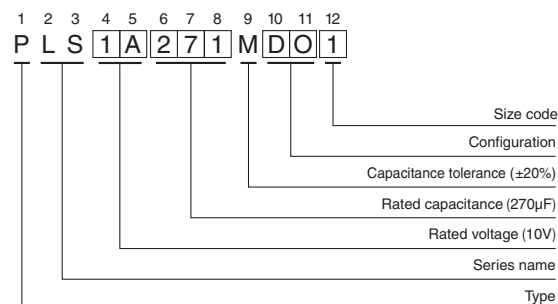 1 2 3 4 5 6 7 8 9 10 11 12
P L S 1 A 2 7 1 M D O 1
Size code
Configuration
Capacitance tolerance (±20%)
Rated capacitance (270µF)
Rated voltage (10V)
Series name
Type